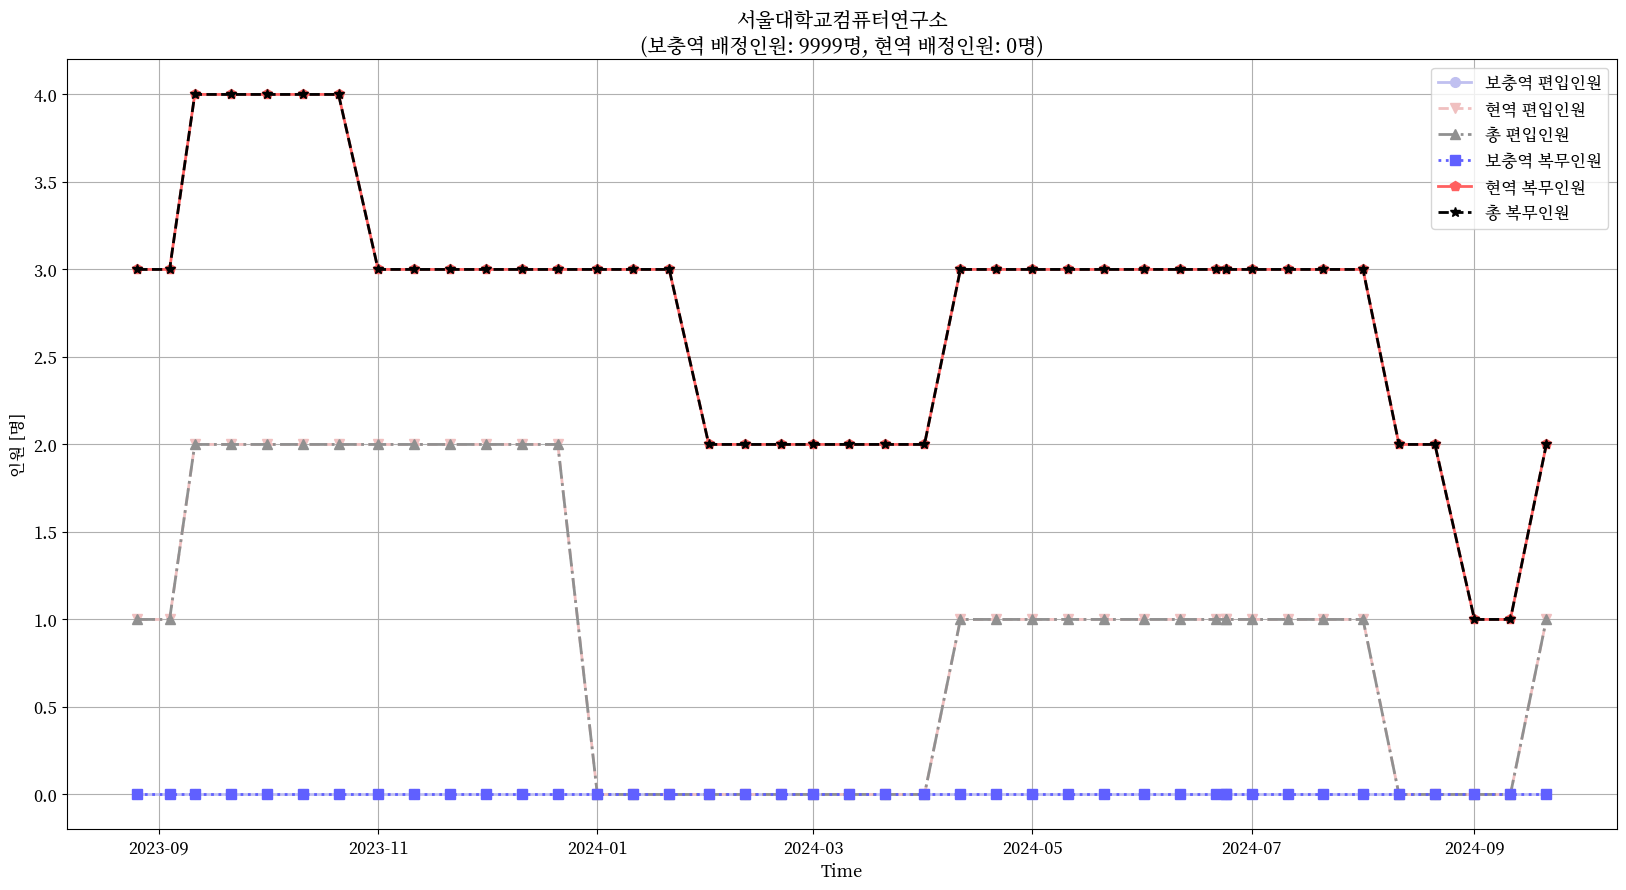 서울대학교컴퓨터연구소
(보충역 배정인원: 9999명, 현역 배정인원: 0명)
보충역 편입인원
현역 편입인원
총 편입인원
보충역 복무인원
현역 복무인원
총 복무인원
인원 [명]
4.0
3.5
3.0
2.5
2.0
1.5
1.0
0.5
0.0
2023-09
2023-11
2024-01
2024-03
2024-05
2024-07
2024-09
Time